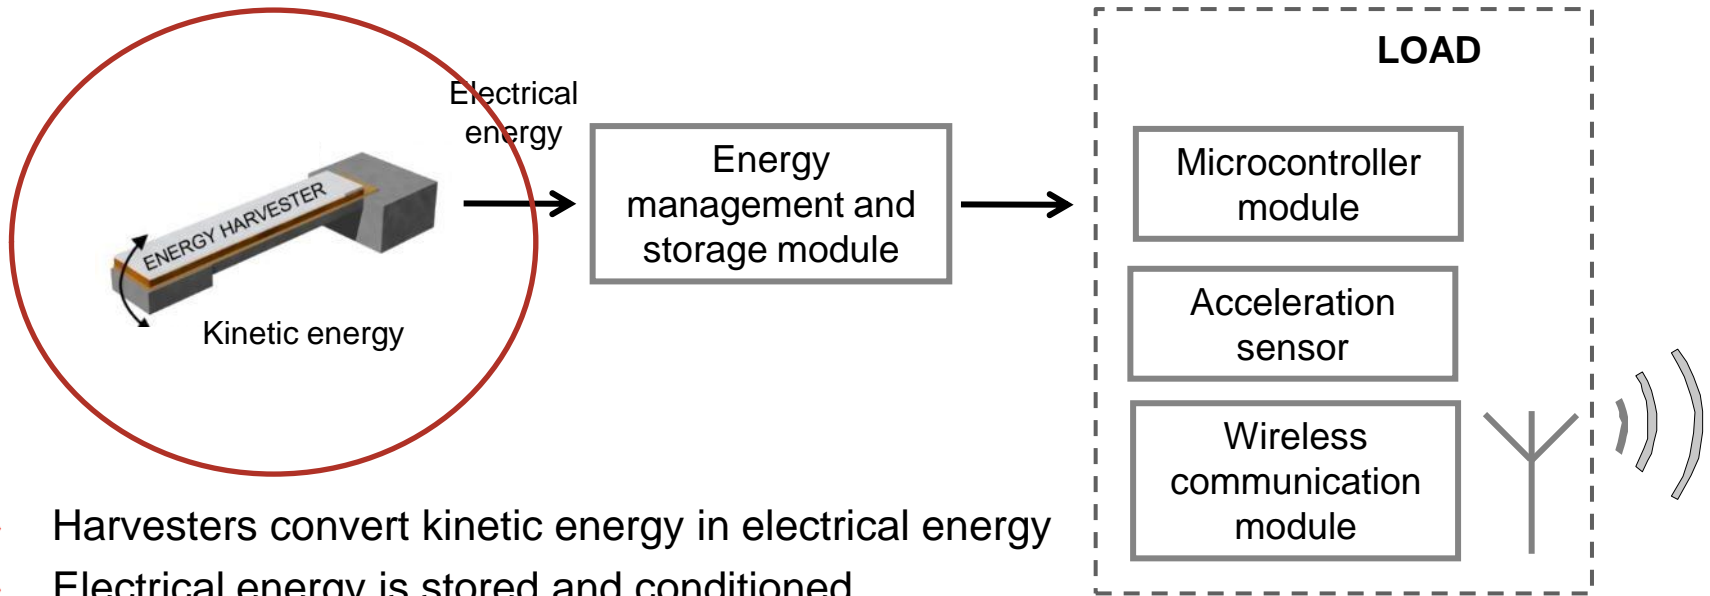 LOAD
Electrical
energy
ENERGY HARVESTER
Kinetic energy
Energy
management and
storage module
Microcontroller
module
Acceleration
sensor
Wireless
communication
module
Harvesters convert kinetic energy in electrical energy
Electrical energy is stored and conditioned